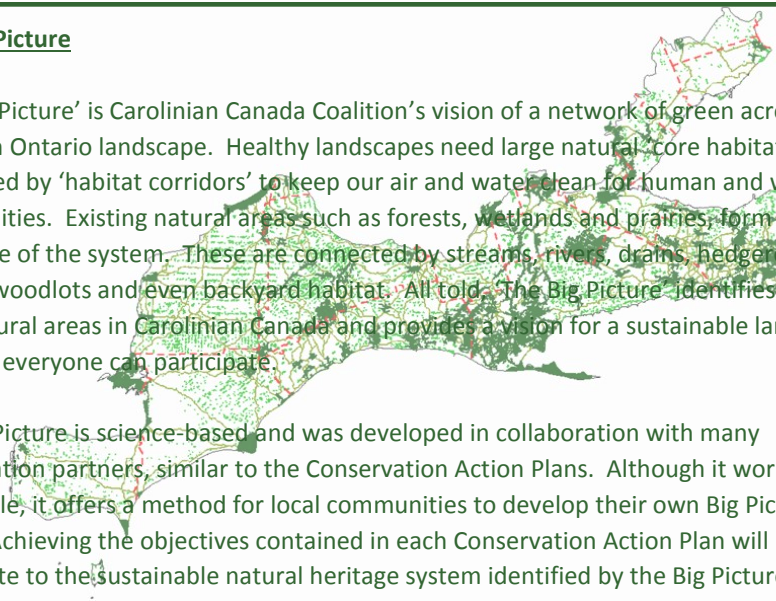 Picture
Picture’ is Carolinian Canada Coalition’s vision of a network of green acr
Ontario landscape.  Healthy landscapes need large natural ‘core habita
ed by ‘habitat corridors’ to keep our air and water clean for human and w
ities.  Existing natural areas such as forests, wetlands and prairies, form
e of the system.  These are connected by streams, rivers, drains, hedger
woodlots and even backyard habitat.  All told, ‘The Big Picture’ identifies
ural areas in Carolinian Canada and provides a vision for a sustainable la
everyone can participate.
Picture is science-based and was developed in collaboration with many
tion partners, similar to the Conservation Action Plans.  Although it wor
le, it offers a method for local communities to develop their own Big Pic
Achieving the objectives contained in each Conservation Action Plan will
te to the sustainable natural heritage system identified by the Big Picture